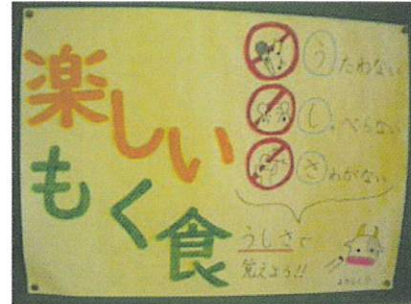 楽しい
もく食
うたわない
しゃべらない
さわがない
うしさで
覚えよう!!